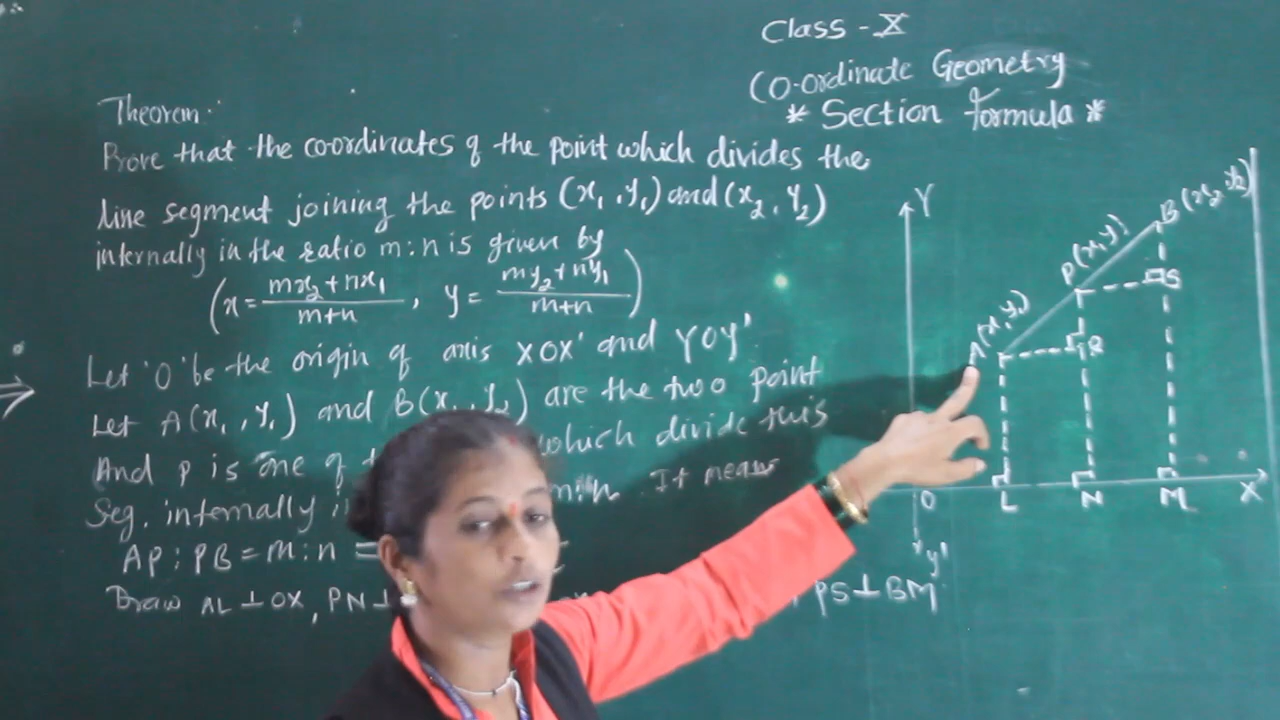 Class - X
Co-ordinate Geometry
* Section formula *
Theorem:
Prove that the coordinates of the point which divides the
line segment joining the points (x₁, y₁) and (x₂, y₂)
internally in the ratio m:n is given by
(x = mx₂ + nx₁ / m+n , y = my₂ + ny₁ / m+n)
Let 'O' be the origin of axis XOX' and YOY'
Let A(x₁, y₁) and B(x₂, y₂) are the two point
And P is one of which divide this
Seg. internally m:n. It means
AP : PB = m : n =
Draw AL ⊥ OX, PN ⊥ , PS ⊥ BM
Y
B (x₂, y₂)
P(x, y)
S
(x₁, y₁)
R
O
L
N
M
X
y'